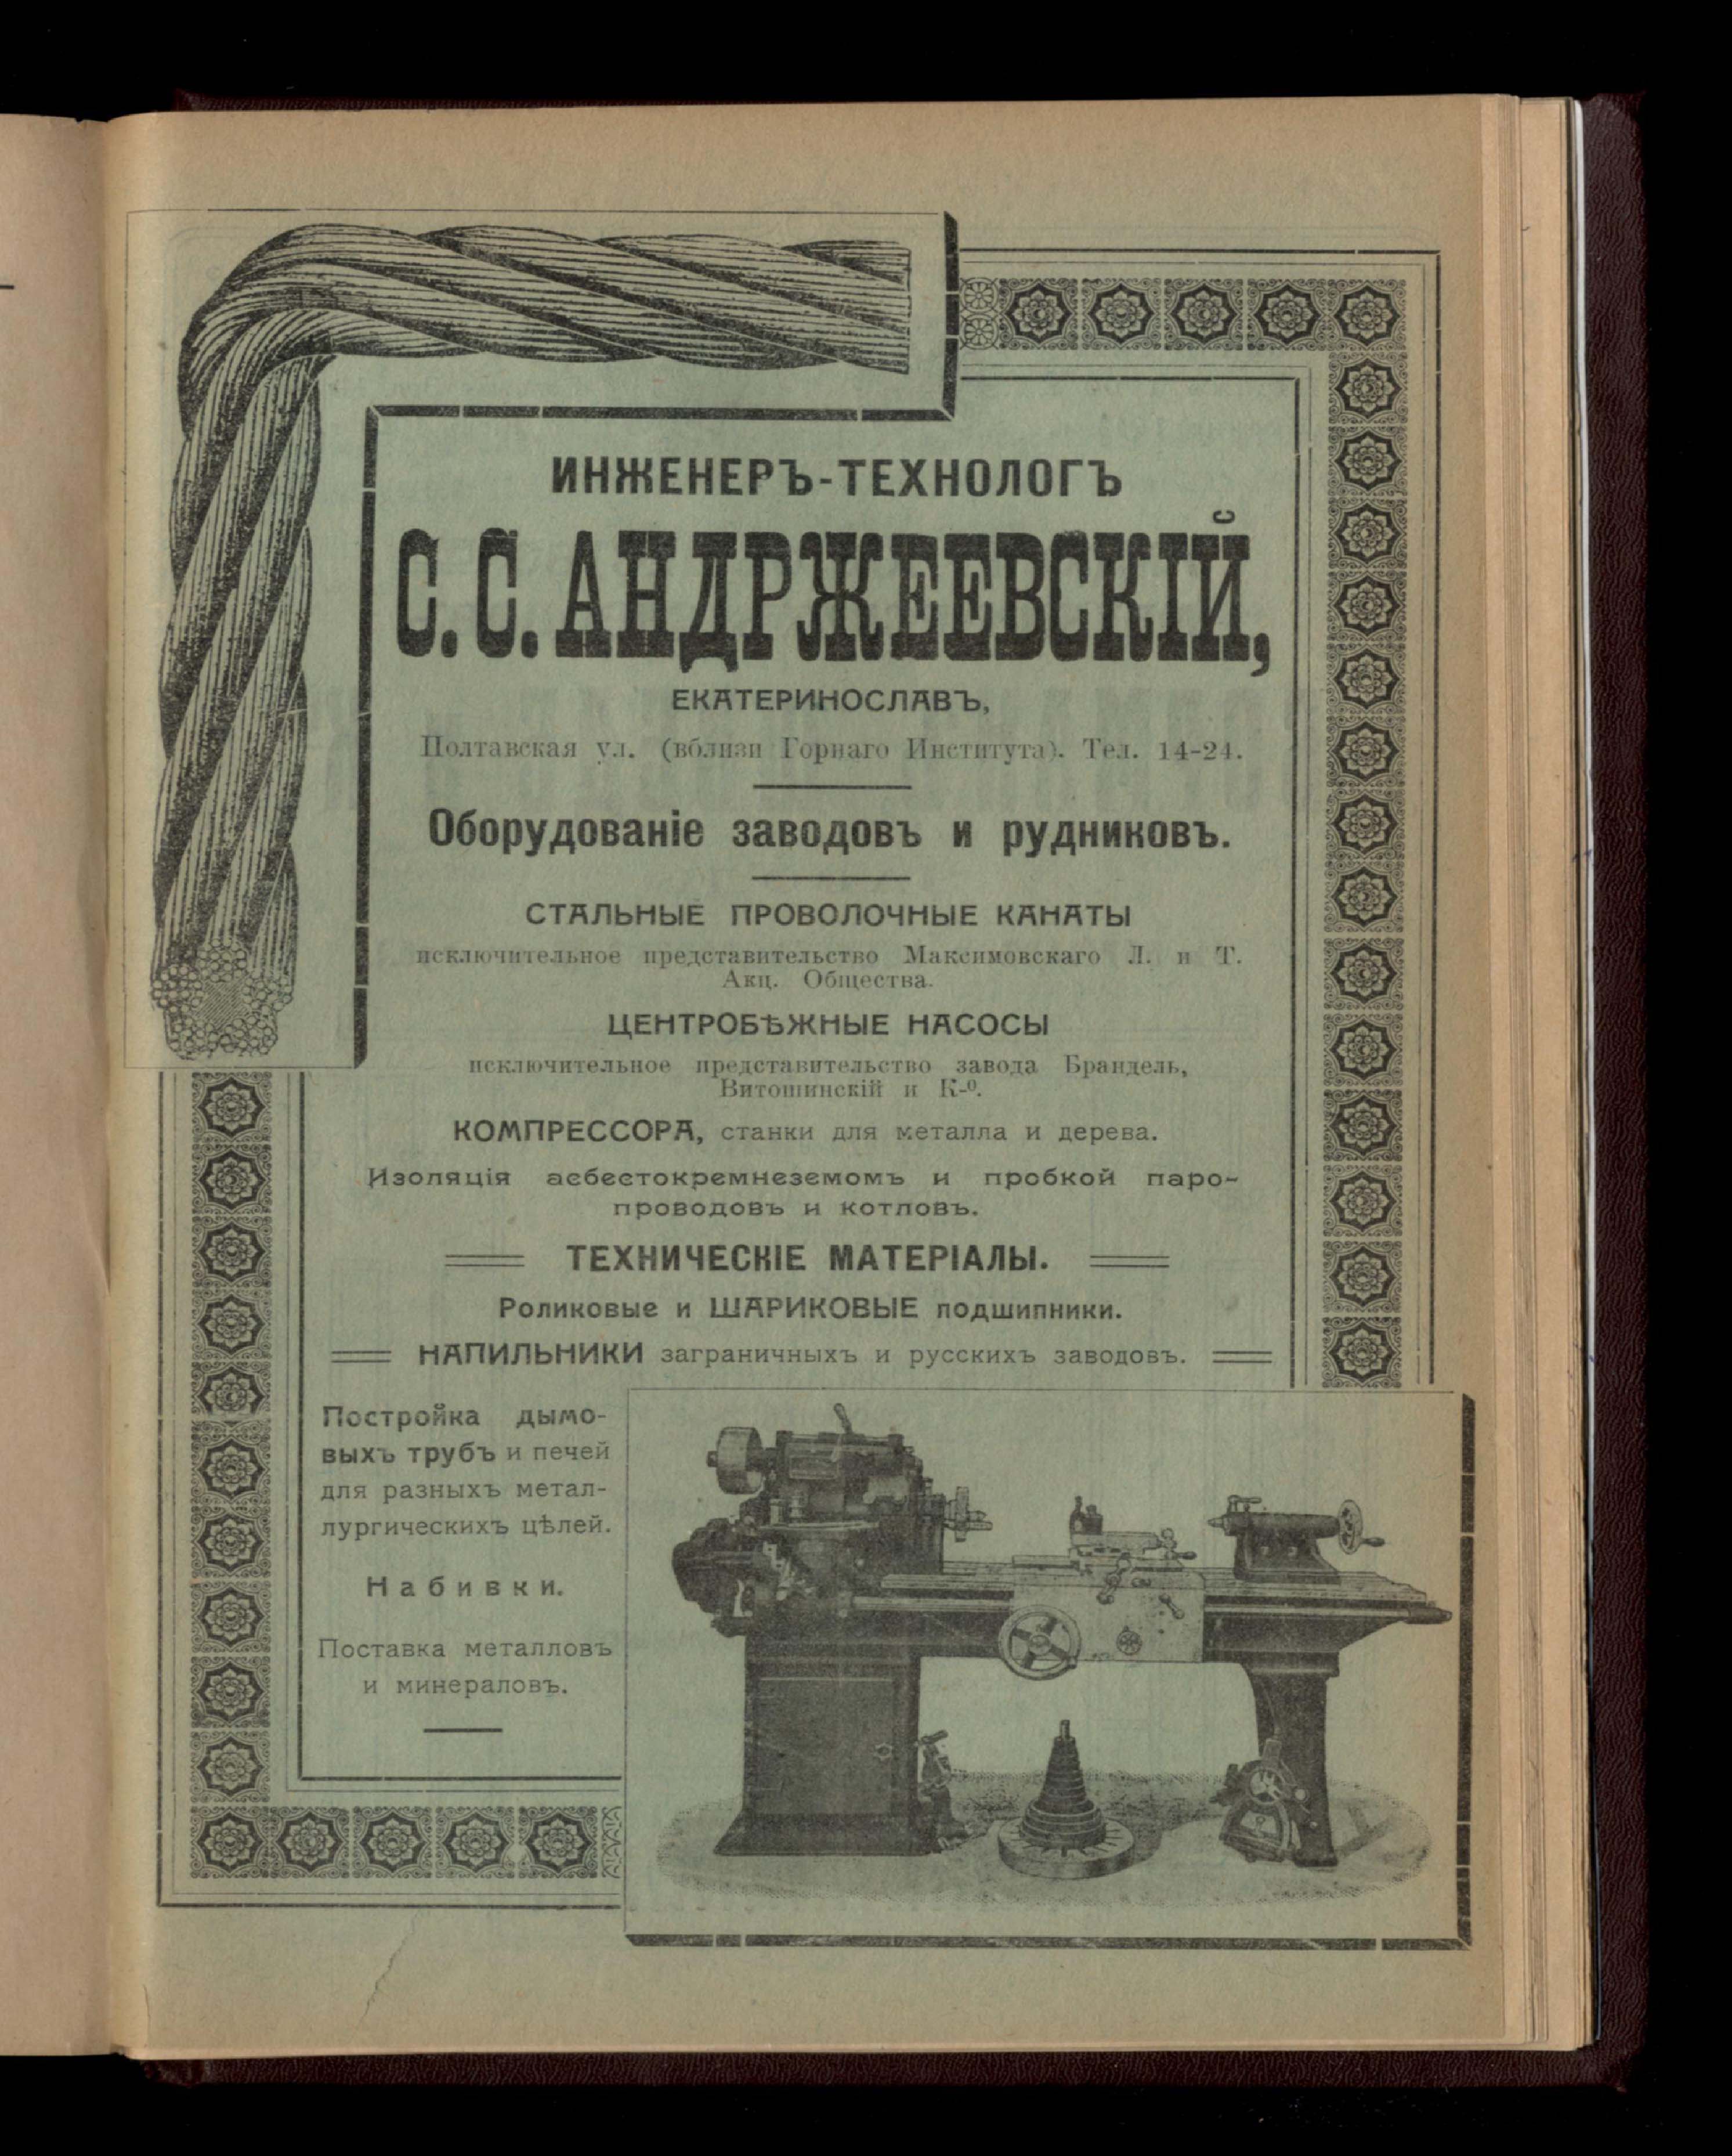 ИНЖЕНЕРЪ-ТЕХНОЛОГЪ
С. С. АНДРЖЕЕВСКІЙ,
ЕКАТЕРИНОСЛАВЪ,
Полтавская ул. (вблизи Горнаго Института). Тел. 14-24.
Оборудованіе заводовъ и рудниковъ.
СТАЛЬНЫЕ ПРОВОЛОЧНЫЕ КАНАТЫ
исключительное представительство Максимовскаго Л. и Т.
Акц. Общества.
ЦЕНТРОБѢЖНЫЕ НАСОСЫ
исключительное представительство завода Брандель,
Витошинскій и К-о.
КОМПРЕССОРА, станки для металла и дерева.
Изоляція асбестокремнеземомъ и пробкой паро-
проводовъ и котловъ.
ТЕХНИЧЕСКІЕ МАТЕРІАЛЫ.
Роликовые и ШАРИКОВЫЕ подшипники.
НАПИЛЬНИКИ заграничныхъ и русскихъ заводовъ.
Постройка дымо-
выхъ трубъ и печей
для разныхъ метал-
лургическихъ цѣлей.
Набивки.
Поставка металловъ
и минераловъ.